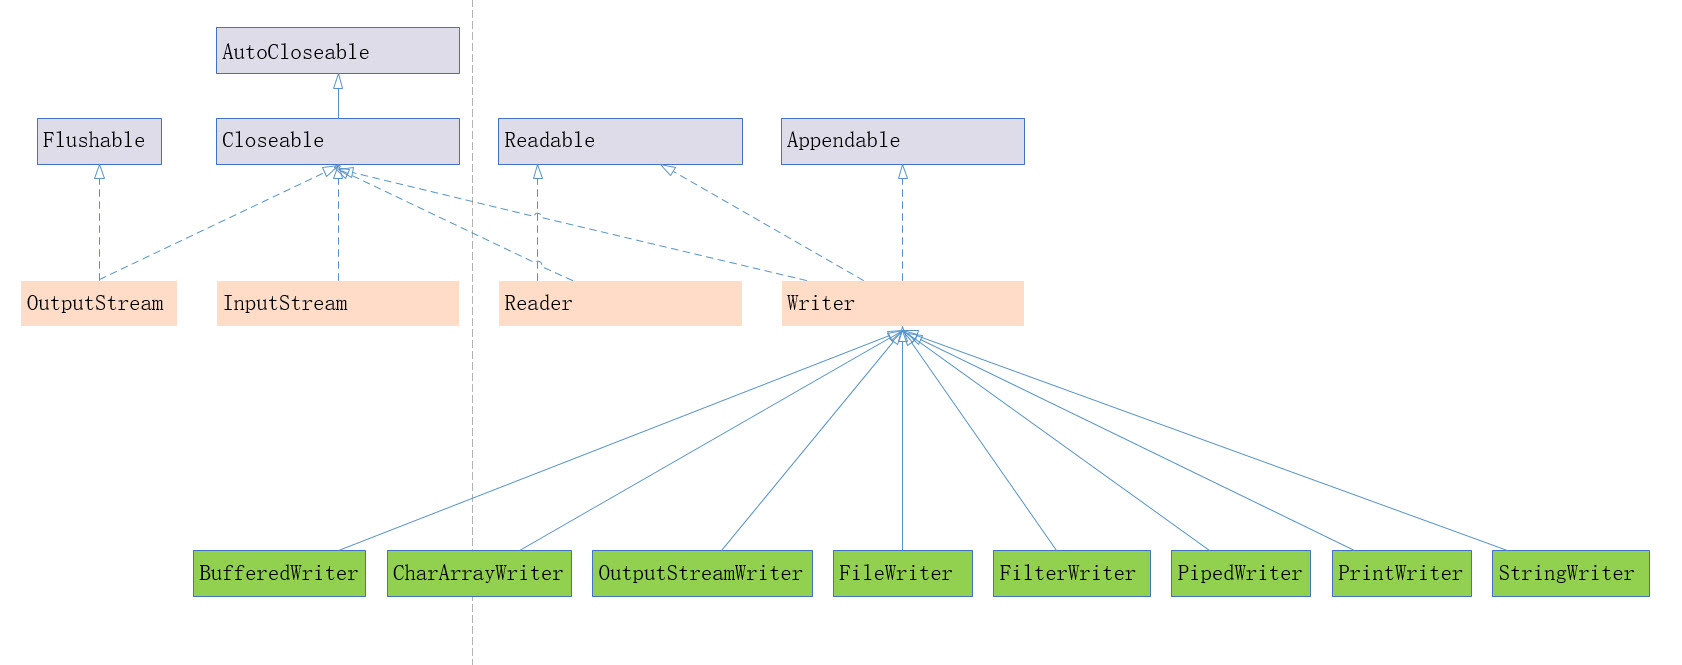 AutoCloseable
Flushable
Closeable
Readable
Appendable
OutputStream
InputStream
Reader
Writer
BufferedWriter
CharArrayWriter
OutputStreamWriter
FileWriter
FilterWriter
PipedWriter
PrintWriter
StringWriter